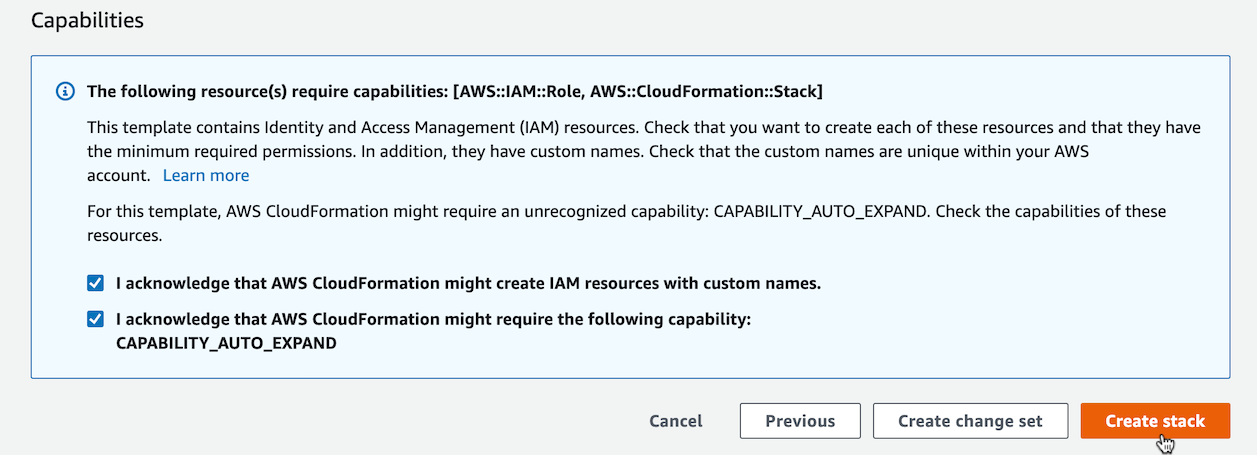 Capabilities
The following resource(s) require capabilities: [AWS::IAM::Role, AWS::CloudFormation::Stack]
This template contains Identity and Access Management (IAM) resources. Check that you want to create each of these resources and that they have
the minimum required permissions. In addition, they have custom names. Check that the custom names are unique within your AWS
account. Learn more
For this template, AWS CloudFormation might require an unrecognized capability: CAPABILITY_AUTO_EXPAND. Check the capabilities of these
resources.
I acknowledge that AWS CloudFormation might create IAM resources with custom names.
I acknowledge that AWS CloudFormation might require the following capability:
CAPABILITY_AUTO_EXPAND
Cancel Previous Create change set Create stack